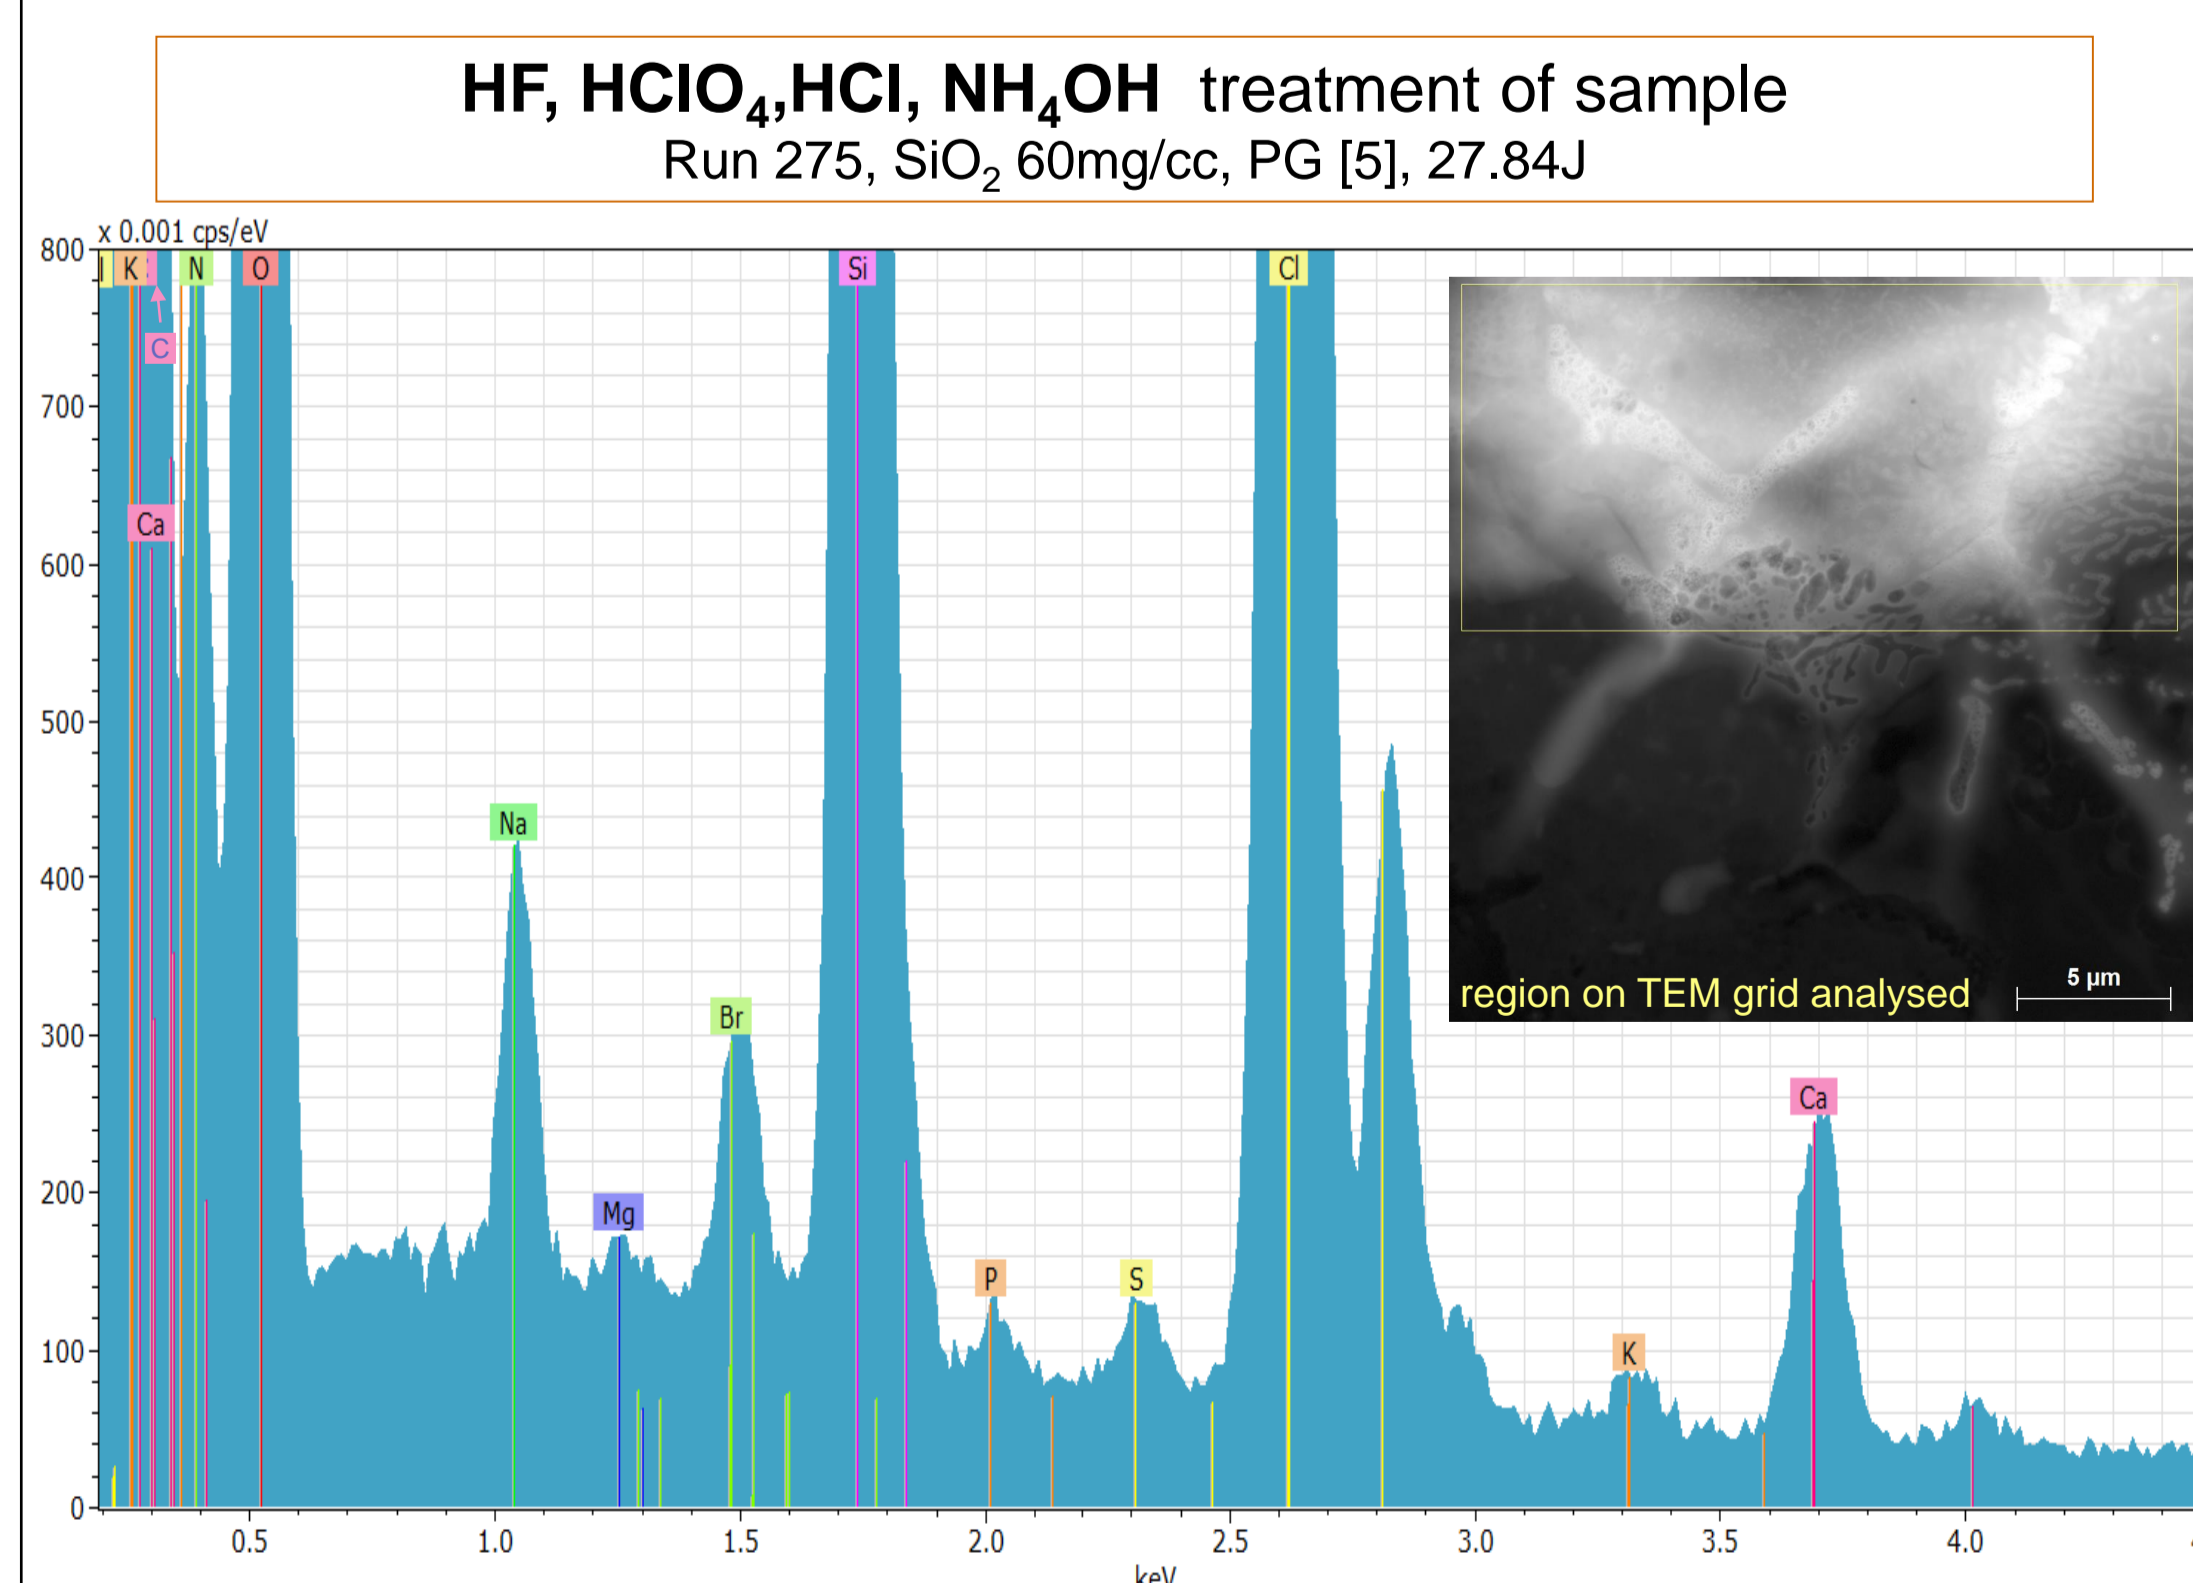 HF, HClO₄,HCl, NH₄OH treatment of sample
Run 275, SiO₂ 60mg/cc, PG [5], 27.84J
x 0.001 cps/eV
800
700
600
500
400
300
200
100
0
K
N
O
Si
Cl
C
Ca
Na
Br
Mg
P
S
K
Ca
region on TEM grid analysed
5 µm
0.5 1.0 1.5 2.0 2.5 3.0 3.5 4.0
keV